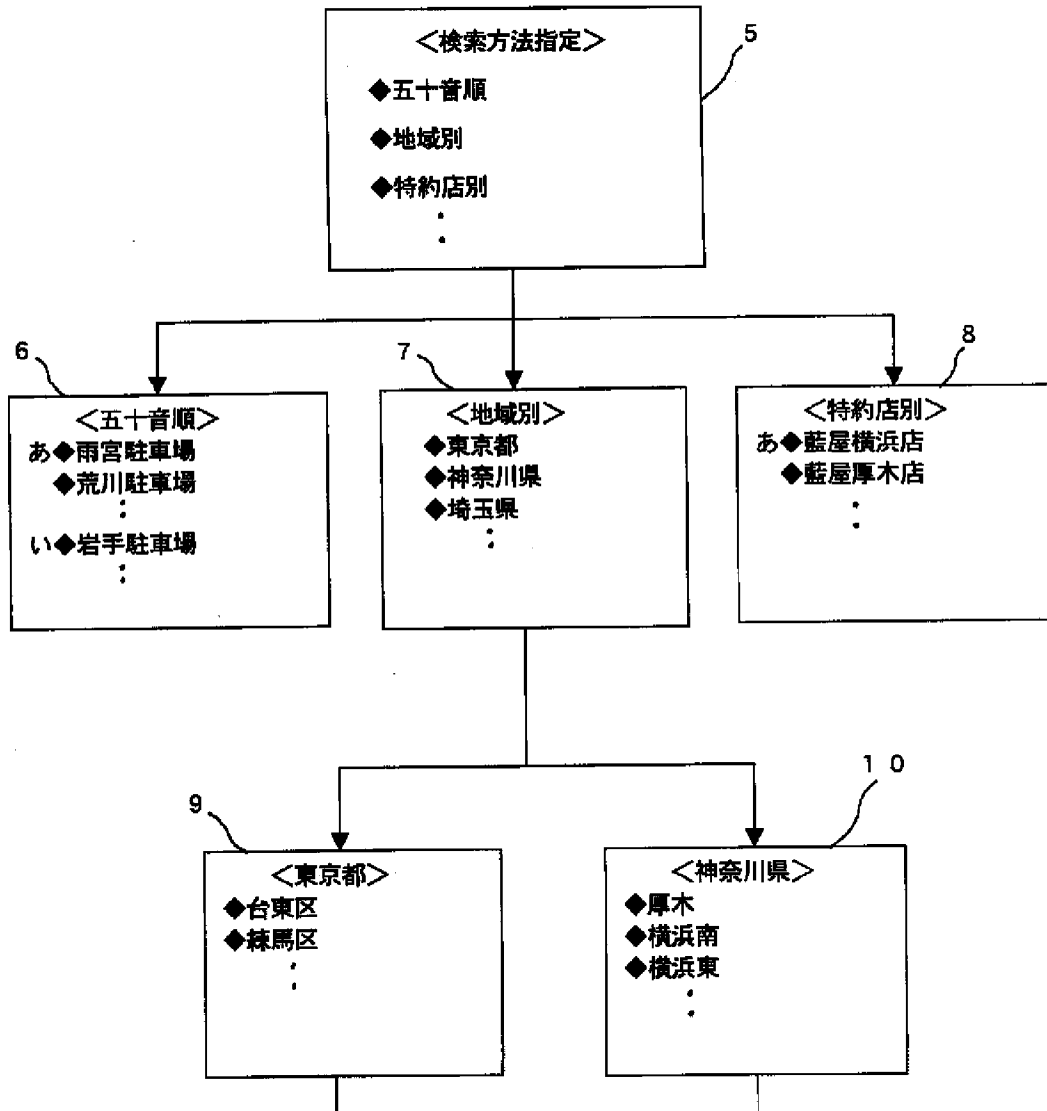 ＜検索方法指定＞
5
◆五十音順
◆地域別
◆特約店別
6
7
8
＜五十音順＞
あ◆雨宮駐車場
◆荒川駐車場
い◆岩手駐車場
＜地域別＞
◆東京都
◆神奈川県
◆埼玉県
＜特約店別＞
あ◆藍屋横浜店
◆藍屋厚木店
9
10
＜東京都＞
◆台東区
◆練馬区
＜神奈川県＞
◆厚木
◆横浜南
◆横浜東